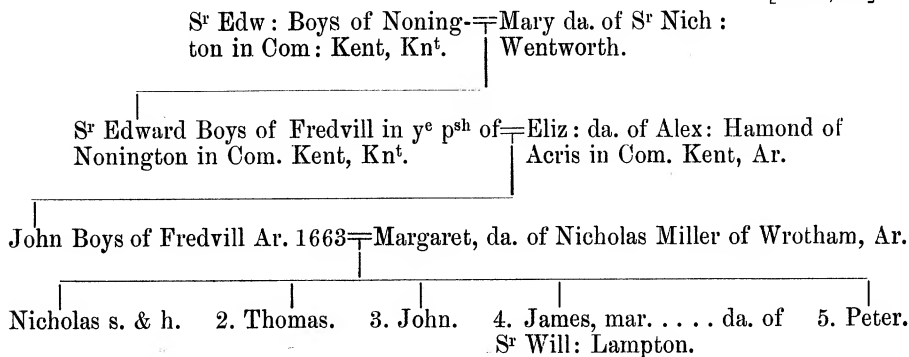 Sʳ Edw : Boys of Noning-=Mary da. of Sʳ Nich :
ton in Com : Kent, Knᵗ. Wentworth.
Sʳ Edward Boys of Fredvill in yᵉ pˢʰ of=Eliz : da. of Alex : Hamond of
Nonington in Com. Kent, Knᵗ. Acris in Com. Kent, Ar.
John Boys of Fredvill Ar. 1663=Margaret, da. of Nicholas Miller of Wrotham, Ar.
Nicholas s. & h. 2. Thomas. 3. John. 4. James, mar. . . . . da. of 5. Peter.
Sʳ Will : Lampton.